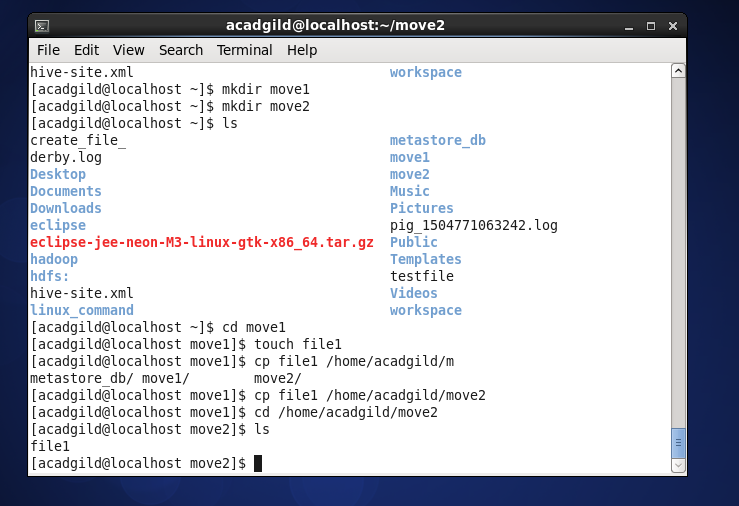 acadgild@localhost:~/move2
File Edit View Search Terminal Help
hive-site.xml workspace
[acadgild@localhost ~]$ mkdir move1
[acadgild@localhost ~]$ mkdir move2
[acadgild@localhost ~]$ ls
create_file_ metastore_db
derby.log move1
Desktop move2
Documents Music
Downloads Pictures
eclipse pig_1504771063242.log
eclipse-jee-neon-M3-linux-gtk-x86_64.tar.gz Public
hadoop Templates
hdfs: testfile
hive-site.xml Videos
linux_command workspace
[acadgild@localhost ~]$ cd move1
[acadgild@localhost move1]$ touch file1
[acadgild@localhost move1]$ cp file1 /home/acadgild/m
metastore_db/ move1/ move2/
[acadgild@localhost move1]$ cp file1 /home/acadgild/move2
[acadgild@localhost move1]$ cd /home/acadgild/move2
[acadgild@localhost move2]$ ls
file1
[acadgild@localhost move2]$